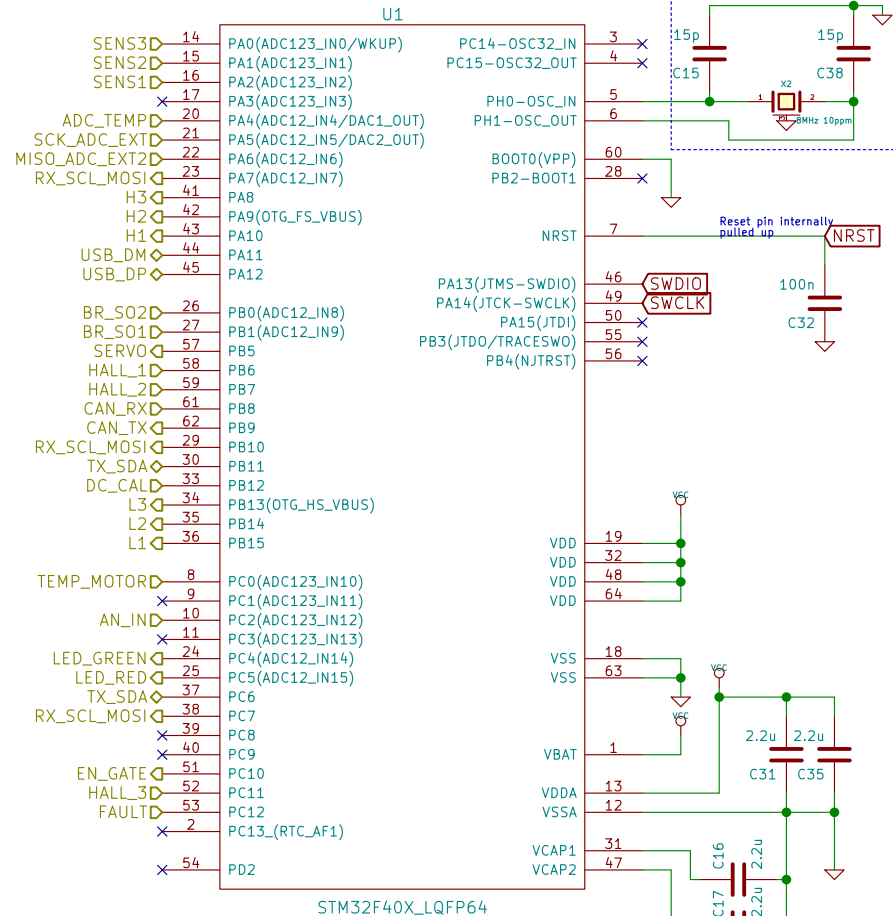 U1
SENS3 14 PA0(ADC123_IN0/WKUP) PC14-OSC32_IN 3
SENS2 15 PA1(ADC123_IN1) PC15-OSC32_OUT 4
SENS1 16 PA2(ADC123_IN2)
17 PA3(ADC123_IN3) PH0-OSC_IN 5
ADC_TEMP 20 PA4(ADC12_IN4/DAC1_OUT) PH1-OSC_OUT 6
SCK_ADC_EXT 21 PA5(ADC12_IN5/DAC2_OUT)
MISO_ADC_EXT2 22 PA6(ADC12_IN6) BOOT0(VPP) 60
RX_SCL_MOSI 23 PA7(ADC12_IN7) PB2-BOOT1 28
H3 41 PA8
H2 42 PA9(OTG_FS_VBUS)
H1 43 PA10 NRST 7
USB_DM 44 PA11
USB_DP 45 PA12
PA13(JTMS-SWDIO) 46 SWDIO
PA14(JTCK-SWCLK) 49 SWCLK
BR_SO2 26 PB0(ADC12_IN8) PA15(JTDI) 50
BR_SO1 27 PB1(ADC12_IN9) PB3(JTDO/TRACESWO) 55
SERVO 57 PB5 PB4(NJTRST) 56
HALL_1 58 PB6
HALL_2 59 PB7
CAN_RX 61 PB8
CAN_TX 62 PB9
RX_SCL_MOSI 29 PB10
TX_SDA 30 PB11
DC_CAL 33 PB12
L3 34 PB13(OTG_HS_VBUS)
L2 35 PB14
L1 36 PB15 VDD 19
VDD 32
TEMP_MOTOR 8 PC0(ADC123_IN10) VDD 48
9 PC1(ADC123_IN11) VDD 64
AN_IN 10 PC2(ADC123_IN12)
11 PC3(ADC123_IN13)
LED_GREEN 24 PC4(ADC12_IN14) VSS 18
LED_RED 25 PC5(ADC12_IN15) VSS 63
TX_SDA 37 PC6
RX_SCL_MOSI 38 PC7
39 PC8
40 PC9 VBAT 1
EN_GATE 51 PC10
HALL_3 52 PC11 VDDA 13
FAULT 53 PC12 VSSA 12
2 PC13_(RTC_AF1)
VCAP1 31
54 PD2 VCAP2 47
STM32F40X_LQFP64
15p 15p
C15 C38
X2
1 2
8MHz 10ppm
Reset pin internally
pulled up
NRST
100n
C32
VCC
VCC
VCC
2.2u 2.2u
C31 C35
C16 2.2u
C17 2.2u